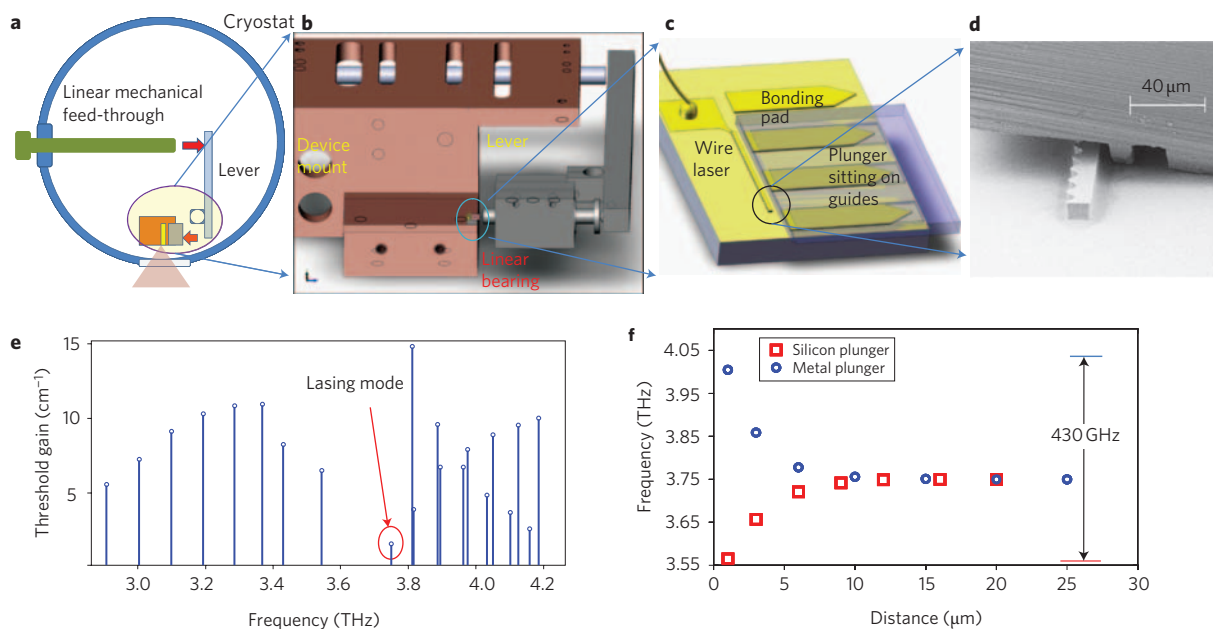 a
Cryostat
Linear mechanical
feed-through
Lever
b
Device
mount
Lever
Linear
bearing
c
Bonding
pad
Wire
laser
Plunger
sitting on
guides
d
40 μm
e
Threshold gain (cm⁻¹)
15
10
5
Lasing mode
3.0 3.2 3.4 3.6 3.8 4.0 4.2
Frequency (THz)
f
Frequency (THz)
4.05
3.95
3.85
3.75
3.65
3.55
Silicon plunger
Metal plunger
430 GHz
0 5 10 15 20 25 30
Distance (μm)